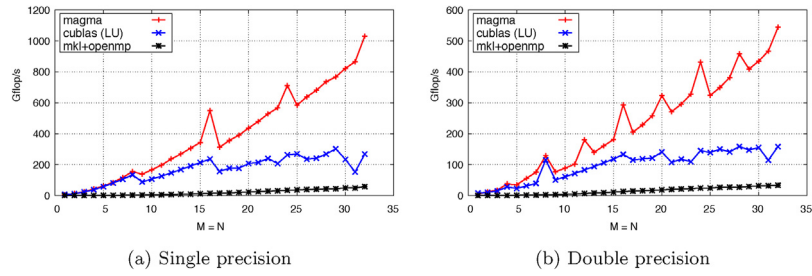 magma
cublas (LU)
mkl+openmp
Gflop/s
1200
1000
800
600
400
200
0
0 5 10 15 20 25 30 35
M = N
(a) Single precision
magma
cublas (LU)
mkl+openmp
Gflop/s
600
500
400
300
200
100
0
0 5 10 15 20 25 30 35
M = N
(b) Double precision